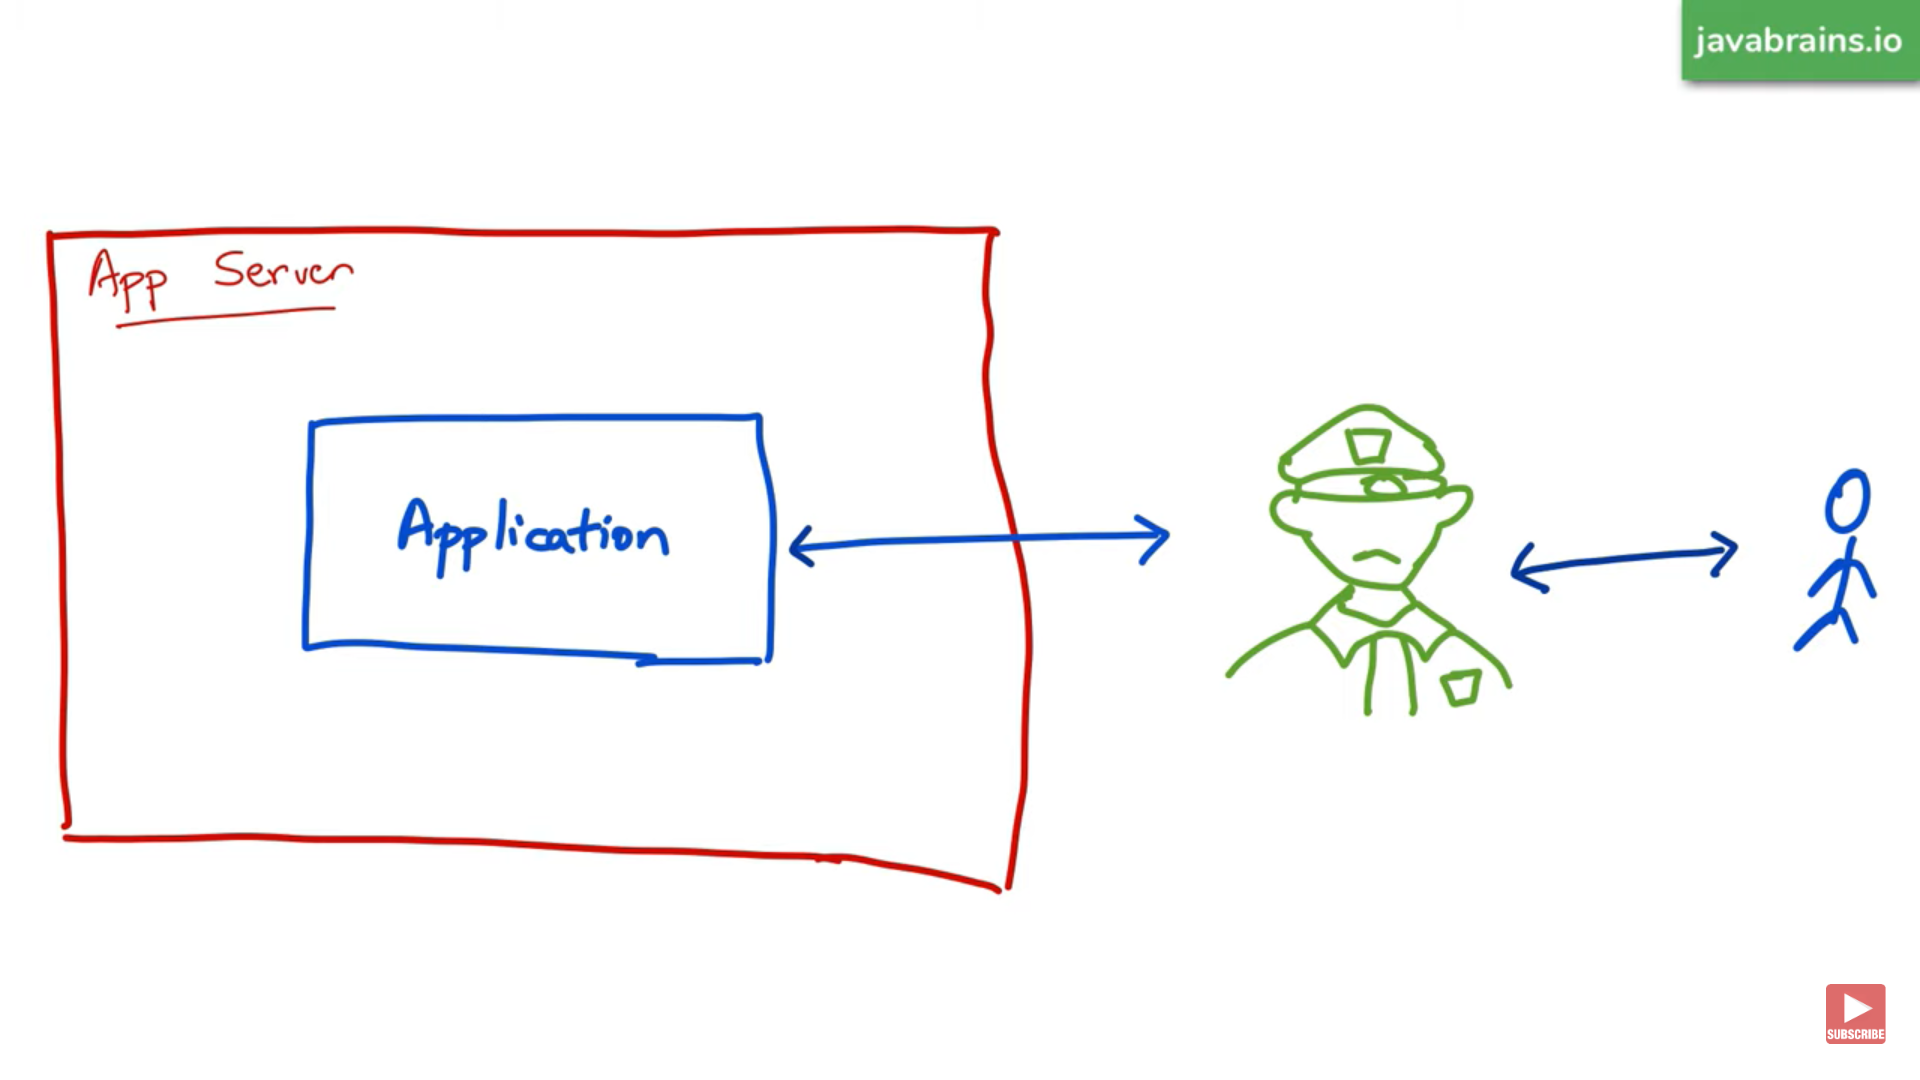 javabrains.io
App Server
Application
SUBSCRIBE